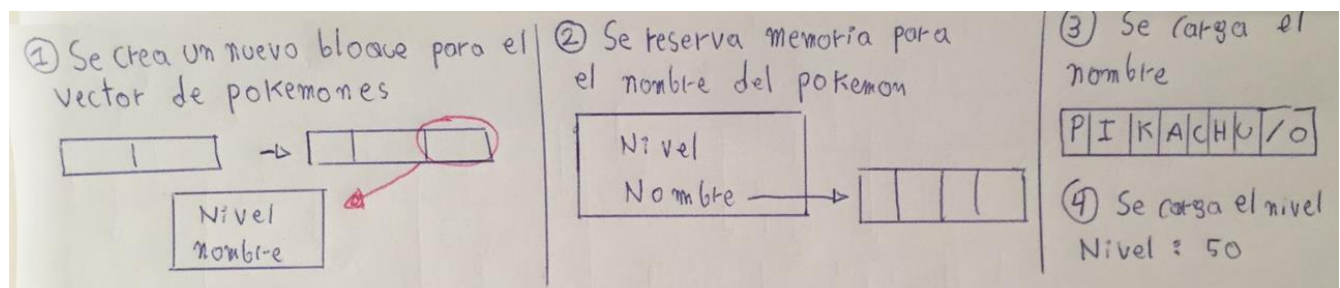 ① Se crea un nuevo bloque para el
vector de pokemones
Nivel
nombre
② Se reserva memoria para
el nombre del pokemon
Nivel
Nombre
③ Se carga el
nombre
P I K A C H U /0
④ Se carga el nivel
Nivel : 50